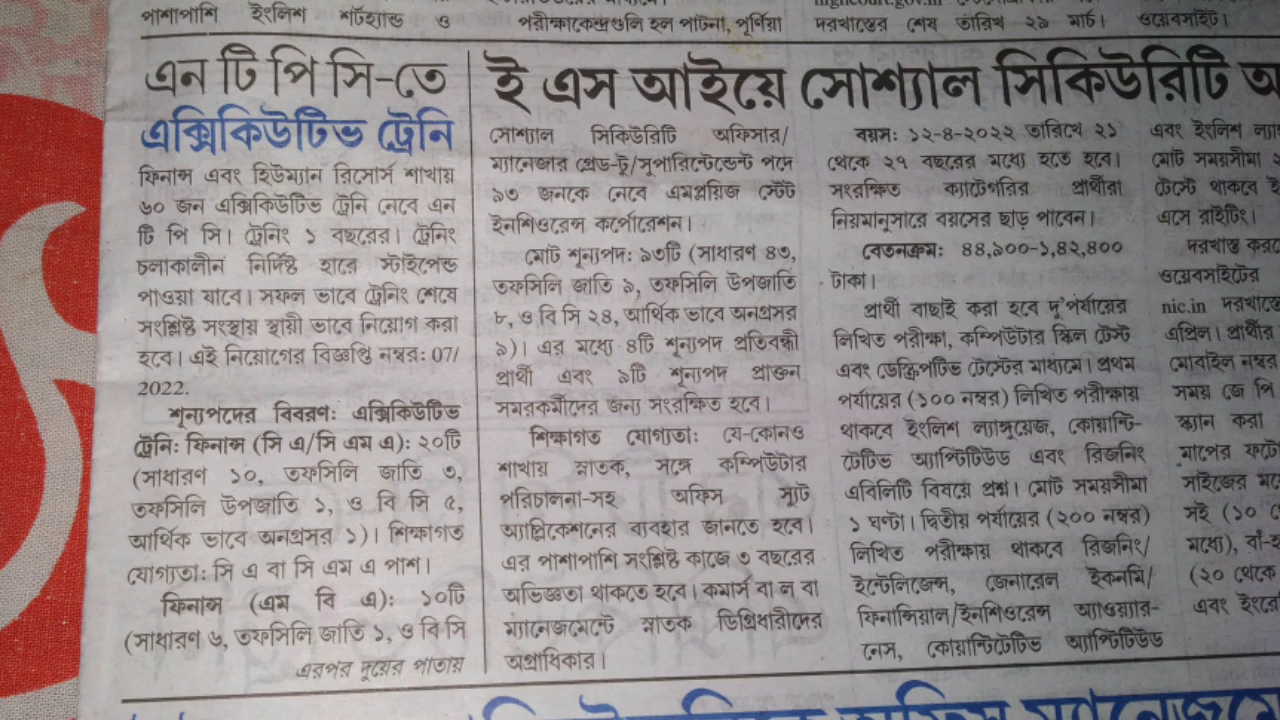 পাশাপাশি ইংলিশ শর্টহ্যান্ড ও
পরীক্ষাকেন্দ্রগুলি হল পাটনা, পূর্ণিয়া
দরখাস্তের শেষ তারিখ ২৯ মার্চ। ওয়েবসাইট।
এন টি পি সি-তে
এক্সিকিউটিভ ট্রেনি
ফিনান্স এবং হিউম্যান রিসোর্স শাখায়
৬০ জন এক্সিকিউটিভ ট্রেনি নেবে এন
টি পি সি। ট্রেনিং ১ বছরের। ট্রেনিং
চলাকালীন নির্দিষ্ট হারে স্টাইপেন্ড
পাওয়া যাবে। সফল ভাবে ট্রেনিং শেষে
সংশ্লিষ্ট সংস্থায় স্থায়ী ভাবে নিয়োগ করা
হবে। এই নিয়োগের বিজ্ঞপ্তি নম্বর: 07/
2022.
শূন্যপদের বিবরণ: এক্সিকিউটিভ
ট্রেনি: ফিনান্স (সি এ/সি এম এ): ২০টি
(সাধারণ ১০, তফসিলি জাতি ৩,
তফসিলি উপজাতি ১, ও বি সি ৫,
আর্থিক ভাবে অনগ্রসর ১)। শিক্ষাগত
যোগ্যতা: সি এ বা সি এম এ পাশ।
ফিনান্স (এম বি এ): ১০টি
(সাধারণ ৬, তফসিলি জাতি ১, ও বি সি
এরপর দুয়ের পাতায়
ই এস আইয়ে সোশ্যাল সিকিউরিটি অ
সোশ্যাল সিকিউরিটি অফিসার/
ম্যানেজার গ্রেড-টু/সুপারিন্টেন্ডেন্ট পদে
৯৩ জনকে নেবে এমপ্লয়িজ স্টেট
ইনশিওরেন্স কর্পোরেশন।
মোট শূন্যপদ: ৯৩টি (সাধারণ ৪৩,
তফসিলি জাতি ৯, তফসিলি উপজাতি
৮, ও বি সি ২৪, আর্থিক ভাবে অনগ্রসর
৯)। এর মধ্যে ৪টি শূন্যপদ প্রতিবন্ধী
প্রার্থী এবং ৯টি শূন্যপদ প্রাক্তন
সমরকর্মীদের জন্য সংরক্ষিত হবে।
শিক্ষাগত যোগ্যতা: যে-কোনও
শাখায় স্নাতক, সঙ্গে কম্পিউটার
পরিচালনা-সহ অফিস স্যুট
অ্যাপ্লিকেশনের ব্যবহার জানতে হবে।
এর পাশাপাশি সংশ্লিষ্ট কাজে ৩ বছরের
অভিজ্ঞতা থাকতে হবে। কমার্স বা ল বা
ম্যানেজমেন্টে স্নাতক ডিগ্রিধারীদের
অগ্রাধিকার।
বয়স: ১২-৪-২০২২ তারিখে ২১
থেকে ২৭ বছরের মধ্যে হতে হবে।
সংরক্ষিত ক্যাটেগরির প্রার্থীরা
নিয়মানুসারে বয়সের ছাড় পাবেন।
বেতনক্রম: ৪৪,৯০০-১,৪২,৪০০
টাকা।
প্রার্থী বাছাই করা হবে দু'পর্যায়ের
লিখিত পরীক্ষা, কম্পিউটার স্কিল টেস্ট
এবং ডেস্ক্রিপটিভ টেস্টের মাধ্যমে। প্রথম
পর্যায়ের (১০০ নম্বর) লিখিত পরীক্ষায়
থাকবে ইংলিশ ল্যাঙ্গুয়েজ, কোয়ান্টি-
টেটিভ অ্যাপ্টিটিউড এবং রিজনিং
এবিলিটি বিষয়ে প্রশ্ন। মোট সময়সীমা
১ ঘণ্টা। দ্বিতীয় পর্যায়ের (২০০ নম্বর)
লিখিত পরীক্ষায় থাকবে রিজনিং/
ইন্টেলিজেন্স, জেনারেল ইকনমি/
ফিনান্সিয়াল/ইনশিওরেন্স অ্যাওয়্যার-
নেস, কোয়ান্টিটেটিভ অ্যাপ্টিটিউড
এবং ইংলিশ
মোট সময়সীমা
টেস্টে থাকবে
এসে রাইটিং।
দরখাস্ত
ওয়েবসাইটের
nic.in
এপ্রিল। প্রার্থীর
মোবাইল নম্বর
সময় জে পি
স্ক্যান করা
মাপের
সাইজের
সই (১০
মধ্যে),
(২০ থেকে
এবং